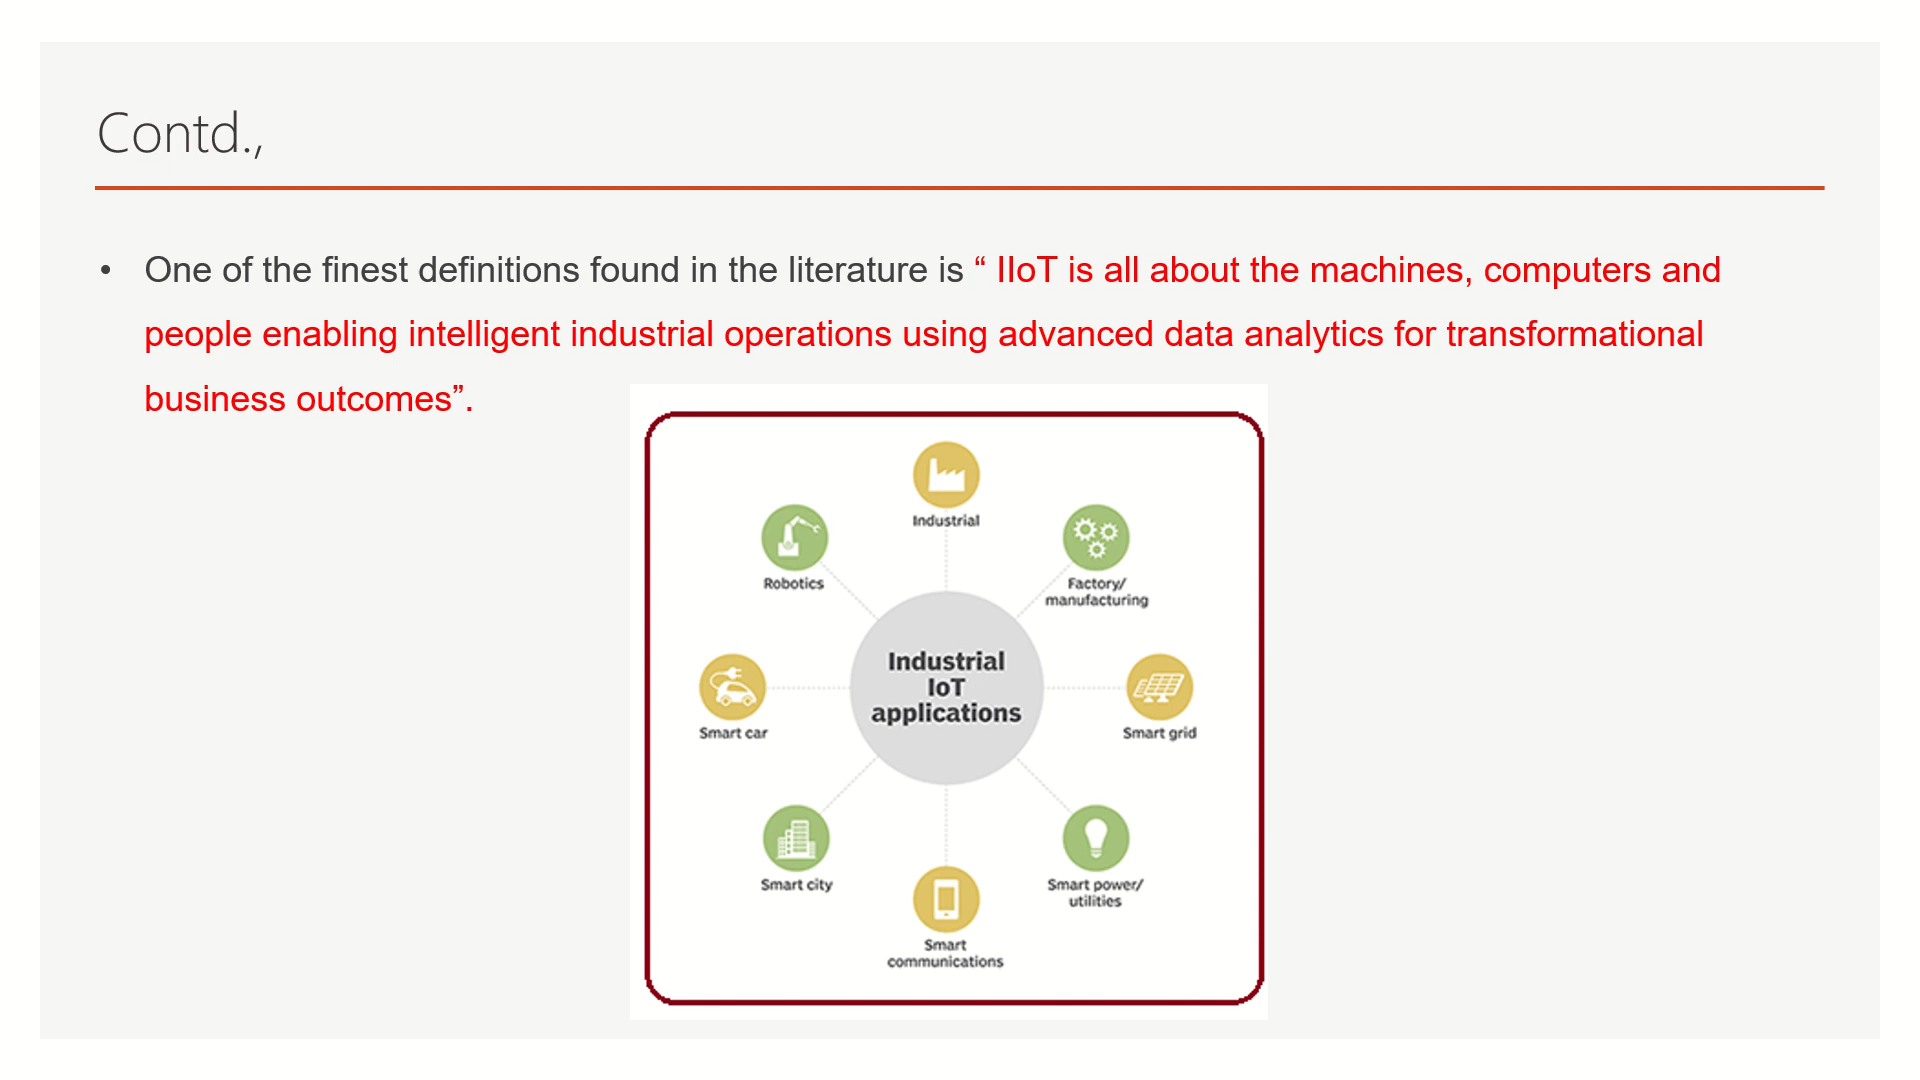 Contd.,
• One of the finest definitions found in the literature is “ IIoT is all about the machines, computers and
people enabling intelligent industrial operations using advanced data analytics for transformational
business outcomes”.
Industrial
Robotics
Factory/
manufacturing
Industrial
IoT
applications
Smart car
Smart grid
Smart city
Smart power/
utilities
Smart
communications